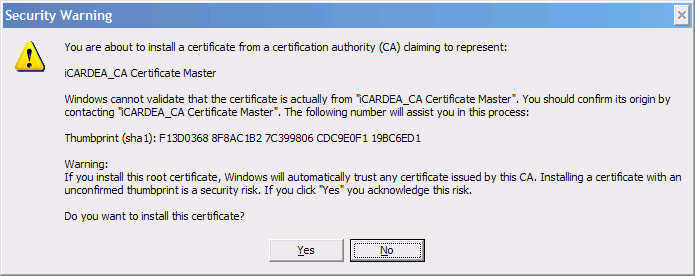 Security Warning
You are about to install a certificate from a certification authority (CA) claiming to represent:
iCARDEA_CA Certificate Master
Windows cannot validate that the certificate is actually from "iCARDEA_CA Certificate Master". You should confirm its origin by
contacting "iCARDEA_CA Certificate Master". The following number will assist you in this process:
Thumbprint (sha1): F13D0368 8F8AC1B2 7C399806 CDC9E0F1 19BC6ED1
Warning:
If you install this root certificate, Windows will automatically trust any certificate issued by this CA. Installing a certificate with an
unconfirmed thumbprint is a security risk. If you click "Yes" you acknowledge this risk.
Do you want to install this certificate?
Yes No